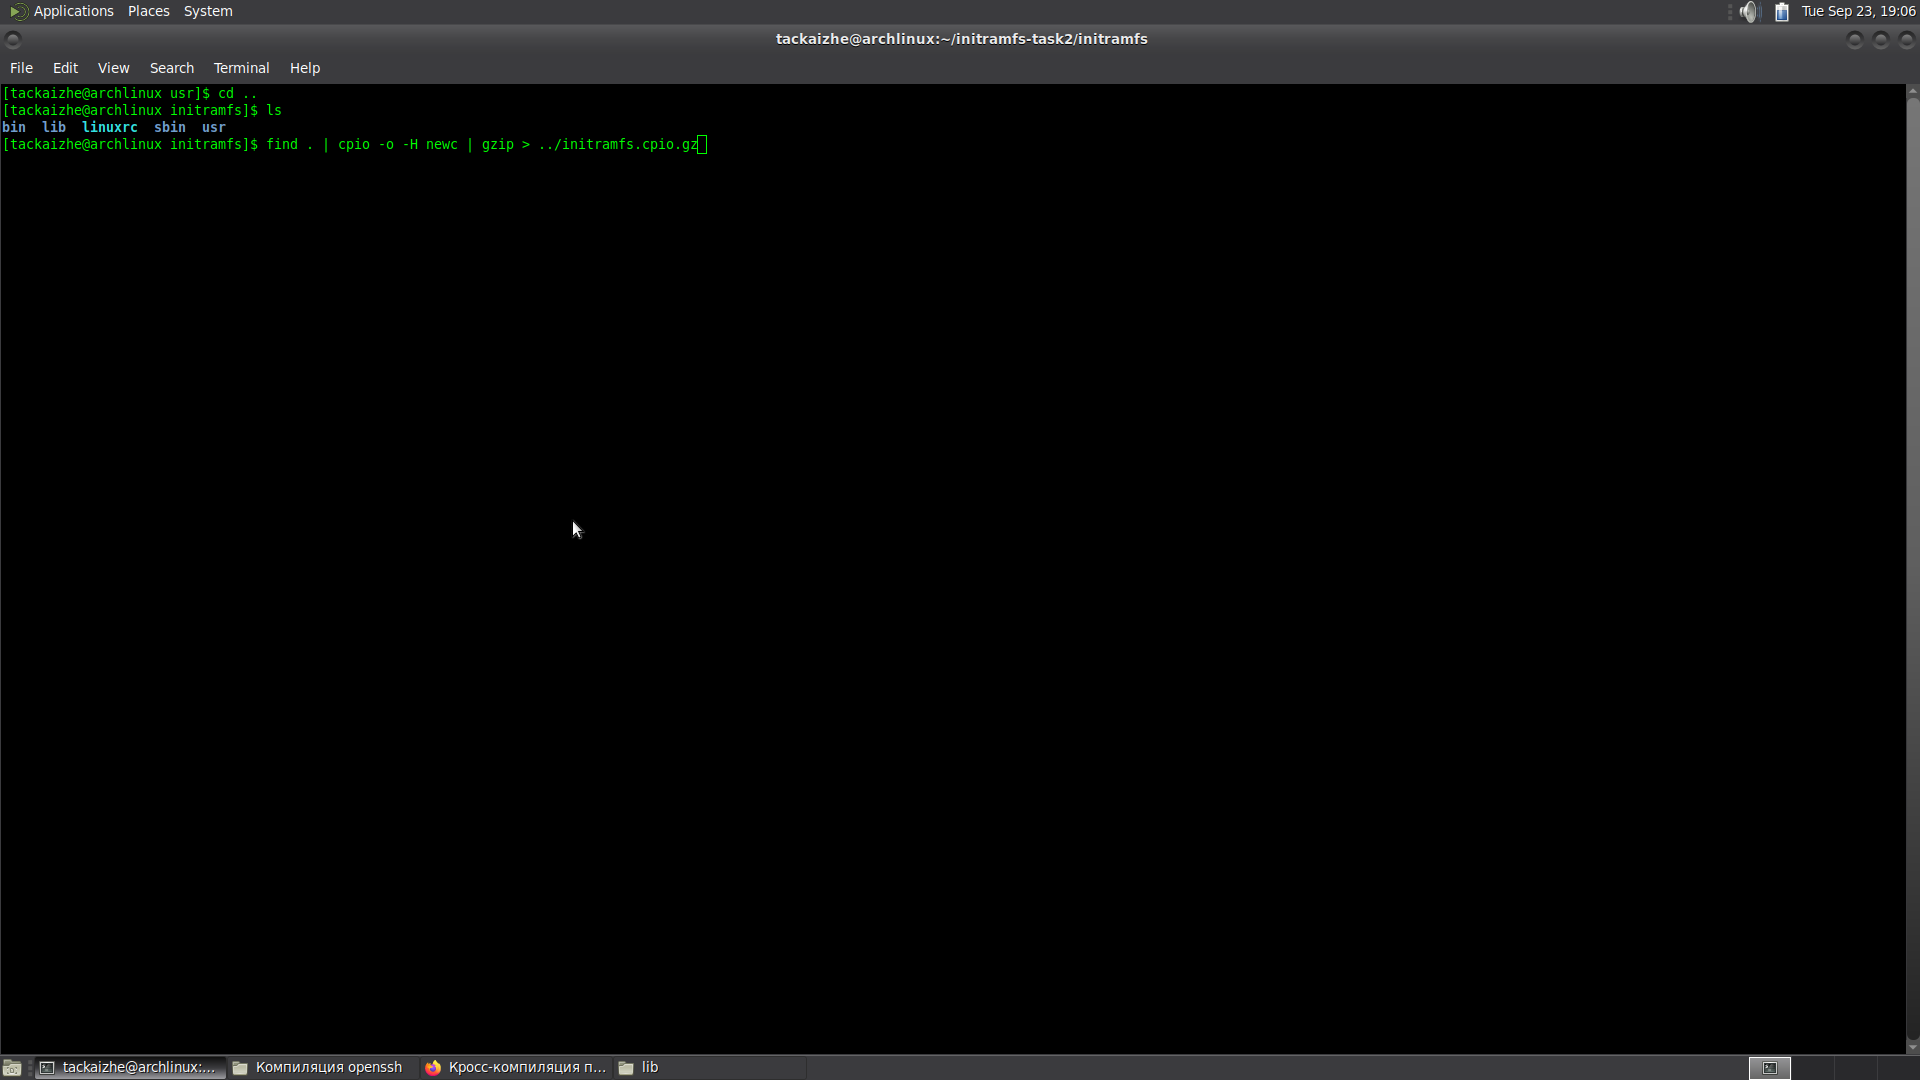 Applications Places System
Tue Sep 23, 19:06
tackaizhe@archlinux:~/initramfs-task2/initramfs
File Edit View Search Terminal Help
[tackaizhe@archlinux usr]$ cd ..
[tackaizhe@archlinux initramfs]$ ls
bin lib linuxrc sbin usr
[tackaizhe@archlinux initramfs]$ find . | cpio -o -H newc | gzip > ../initramfs.cpio.gz
tackaizhe@archlinux:... Компиляция openssh Кросс-компиляция п... lib